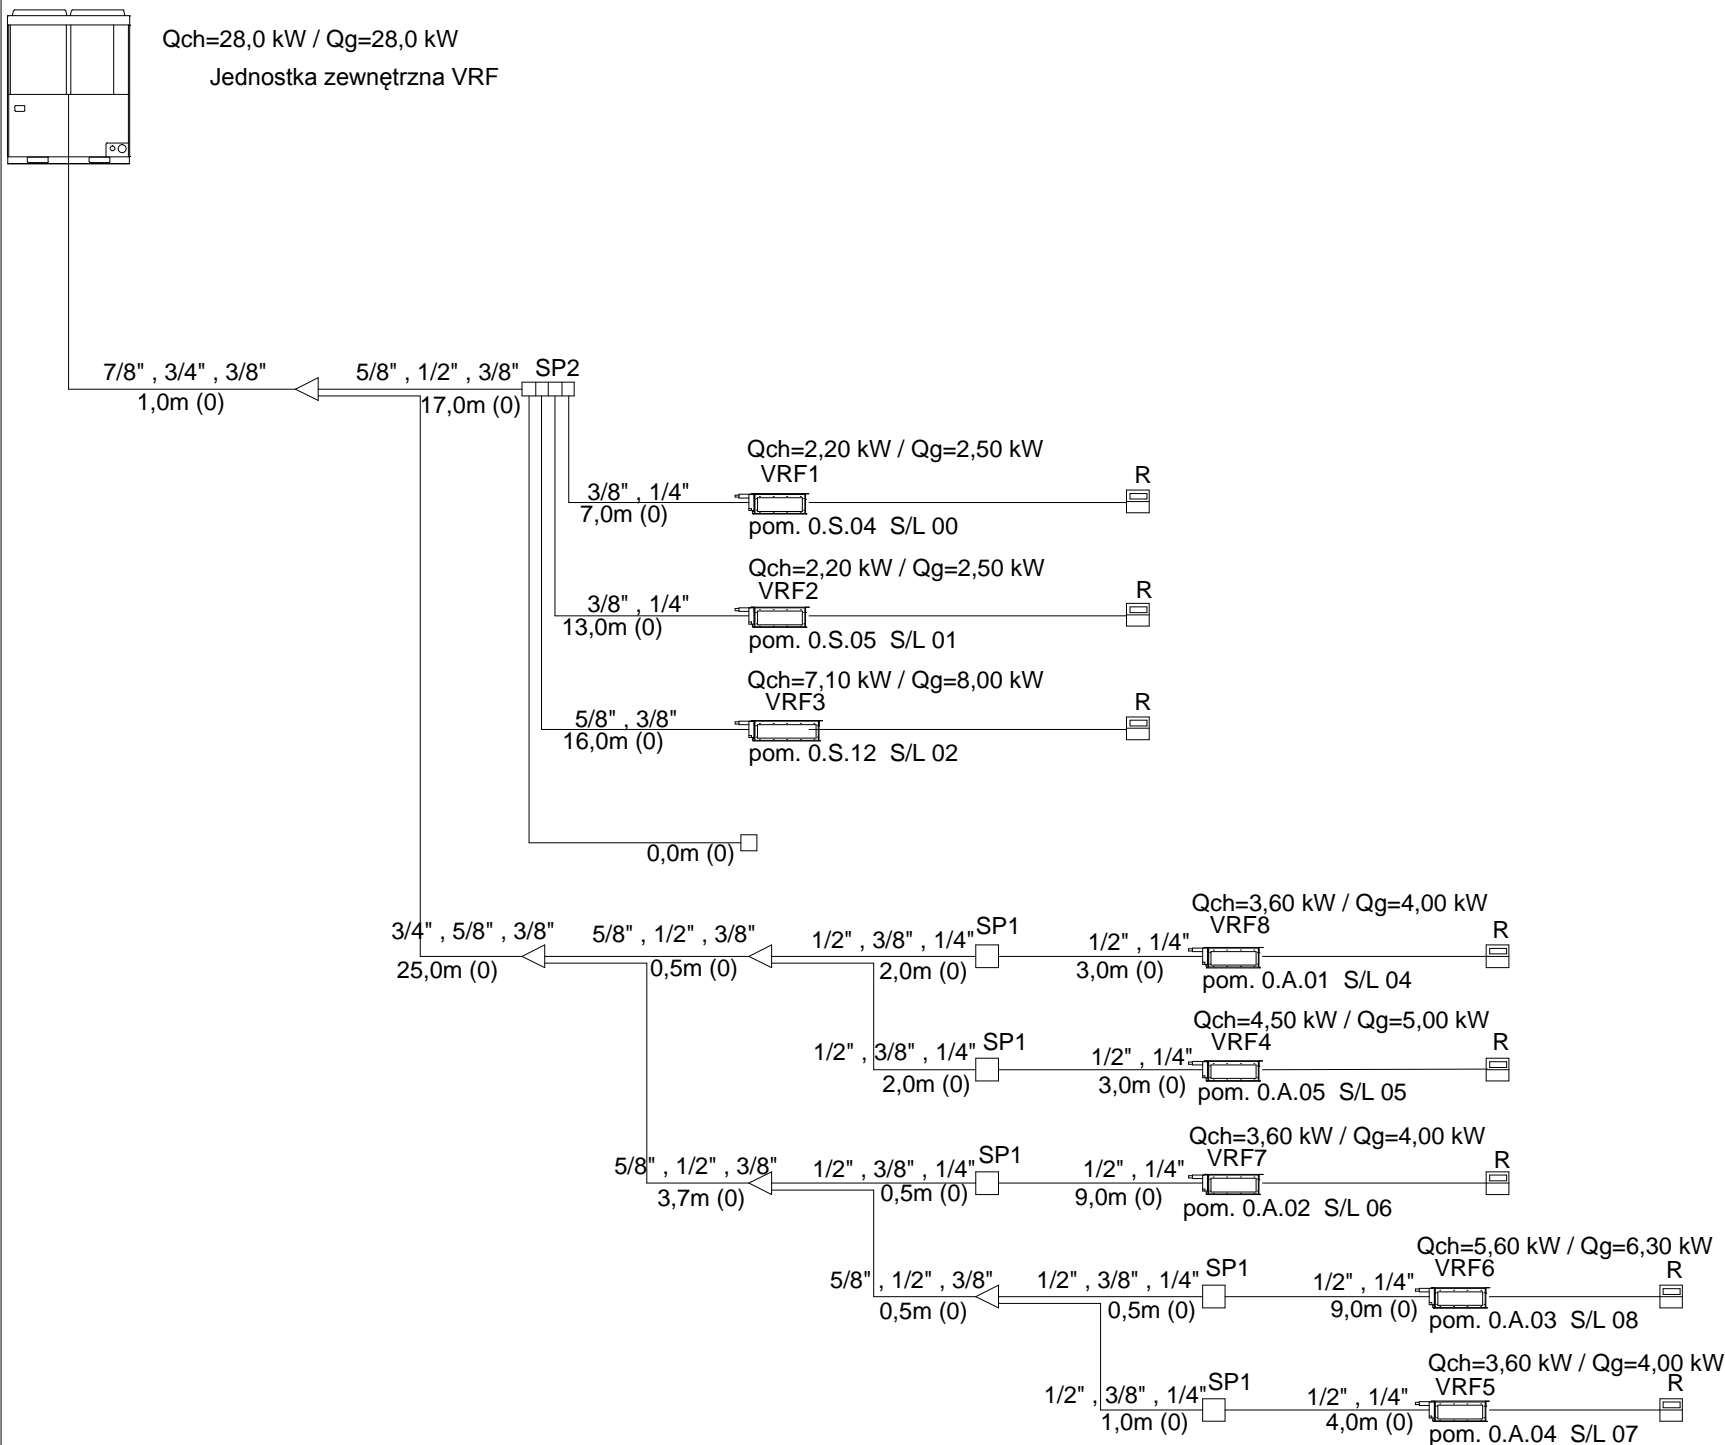 Qch=28,0 kW / Qg=28,0 kW
Jednostka zewnętrzna VRF
7/8" , 3/4" , 3/8"
1,0m (0)
5/8" , 1/2" , 3/8"
17,0m (0)
SP2
Qch=2,20 kW / Qg=2,50 kW
VRF1
R
3/8" , 1/4"
7,0m (0)
pom. 0.S.04 S/L 00
Qch=2,20 kW / Qg=2,50 kW
VRF2
R
3/8" , 1/4"
13,0m (0)
pom. 0.S.05 S/L 01
Qch=7,10 kW / Qg=8,00 kW
VRF3
R
5/8" , 3/8"
16,0m (0)
pom. 0.S.12 S/L 02
0,0m (0)
3/4" , 5/8" , 3/8"
25,0m (0)
5/8" , 1/2" , 3/8"
0,5m (0)
1/2" , 3/8" , 1/4"
2,0m (0)
SP1
1/2" , 1/4"
3,0m (0)
Qch=3,60 kW / Qg=4,00 kW
VRF8
R
pom. 0.A.01 S/L 04
1/2" , 3/8" , 1/4"
2,0m (0)
SP1
1/2" , 1/4"
3,0m (0)
Qch=4,50 kW / Qg=5,00 kW
VRF4
R
pom. 0.A.05 S/L 05
5/8" , 1/2" , 3/8"
3,7m (0)
1/2" , 3/8" , 1/4"
0,5m (0)
SP1
1/2" , 1/4"
9,0m (0)
Qch=3,60 kW / Qg=4,00 kW
VRF7
R
pom. 0.A.02 S/L 06
5/8" , 1/2" , 3/8"
0,5m (0)
1/2" , 3/8" , 1/4"
0,5m (0)
SP1
1/2" , 1/4"
9,0m (0)
Qch=5,60 kW / Qg=6,30 kW
VRF6
R
pom. 0.A.03 S/L 08
1/2" , 3/8" , 1/4"
1,0m (0)
SP1
1/2" , 1/4"
4,0m (0)
Qch=3,60 kW / Qg=4,00 kW
VRF5
R
pom. 0.A.04 S/L 07